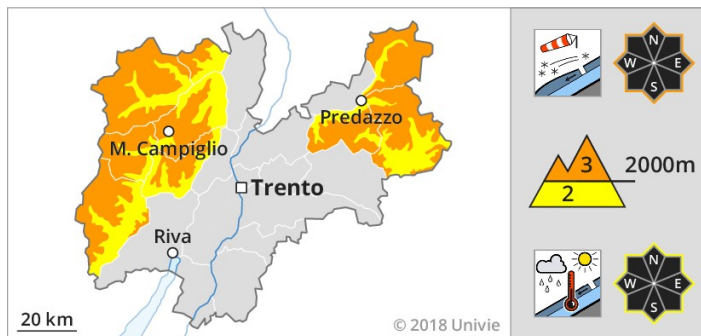 N
W E
S
Predazzo
M. Campiglio
3 2000m
2
Trento
Riva
N
W E
S
20 km
© 2018 Univie